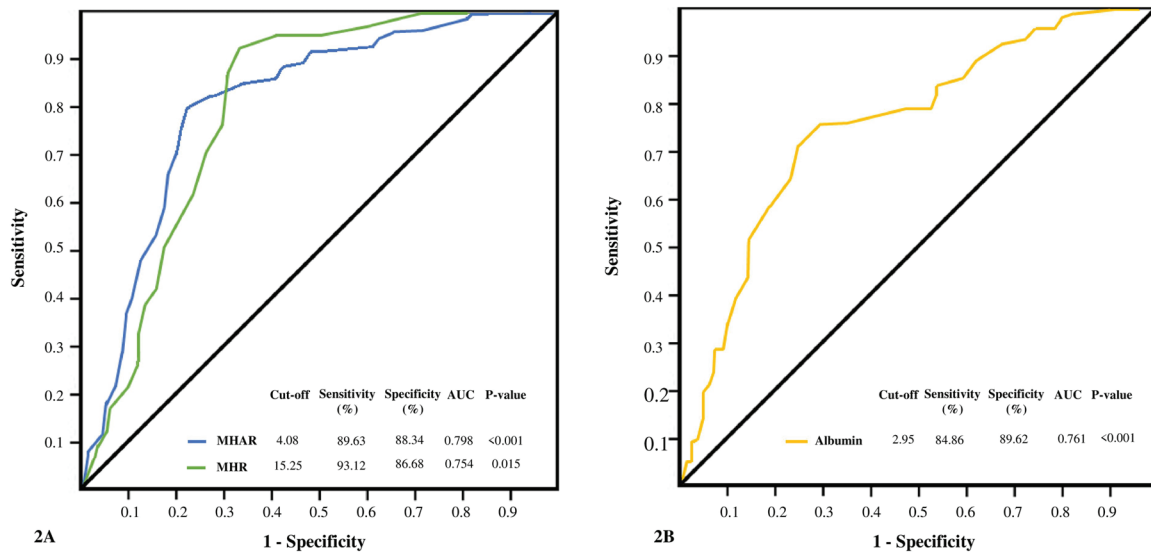 Sensitivity
0.9
0.8
0.7
0.6
0.5
0.4
0.3
0.2
0.1
Cut-off Sensitivity (%) Specificity (%) AUC P-value
MHAR 4.08 89.63 88.34 0.798 <0.001
MHR 15.25 93.12 86.68 0.754 0.015
0.1 0.2 0.3 0.4 0.5 0.6 0.7 0.8 0.9
2A 1 - Specificity
Sensitivity
0.9
0.8
0.7
0.6
0.5
0.4
0.3
0.2
0.1
Cut-off Sensitivity (%) Specificity (%) AUC P-value
Albumin 2.95 84.86 89.62 0.761 <0.001
0.1 0.2 0.3 0.4 0.5 0.6 0.7 0.8 0.9
2B 1 - Specificity